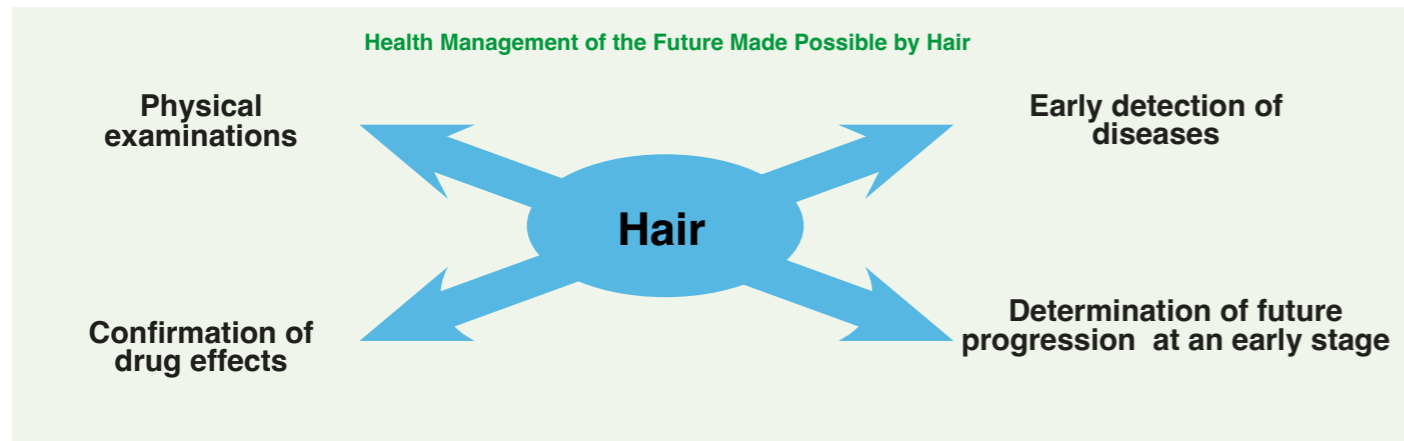 Health Management of the Future Made Possible by Hair
Physical
examinations
Early detection of
diseases
Hair
Confirmation of
drug effects
Determination of future
progression at an early stage